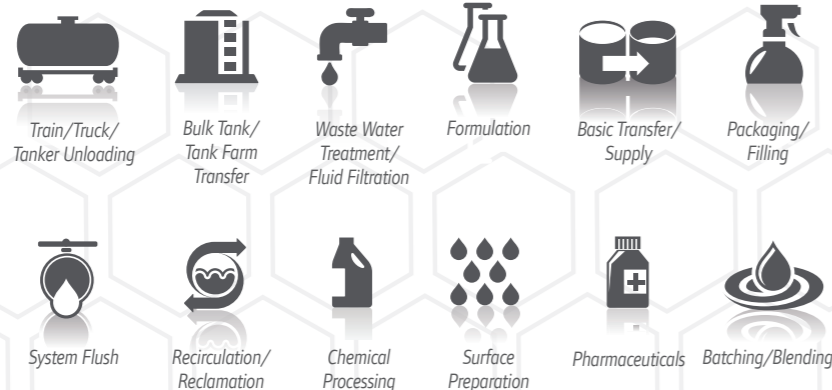 Train/Truck/
Tanker Unloading
Bulk Tank/
Tank Farm
Transfer
Waste Water
Treatment/
Fluid Filtration
Formulation
Basic Transfer/
Supply
Packaging/
Filling
System Flush
Recirculation/
Reclamation
Chemical
Processing
Surface
Preparation
Pharmaceuticals
Batching/Blending